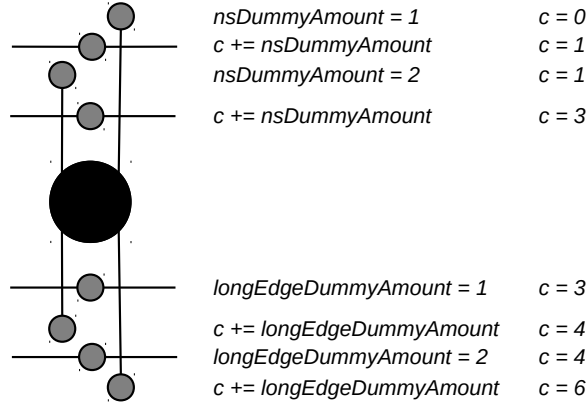 nsDummyAmount = 1 c = 0
c += nsDummyAmount c = 1
nsDummyAmount = 2 c = 1
c += nsDummyAmount c = 3
longEdgeDummyAmount = 1 c = 3
c += longEdgeDummyAmount c = 4
longEdgeDummyAmount = 2 c = 4
c += longEdgeDummyAmount c = 6